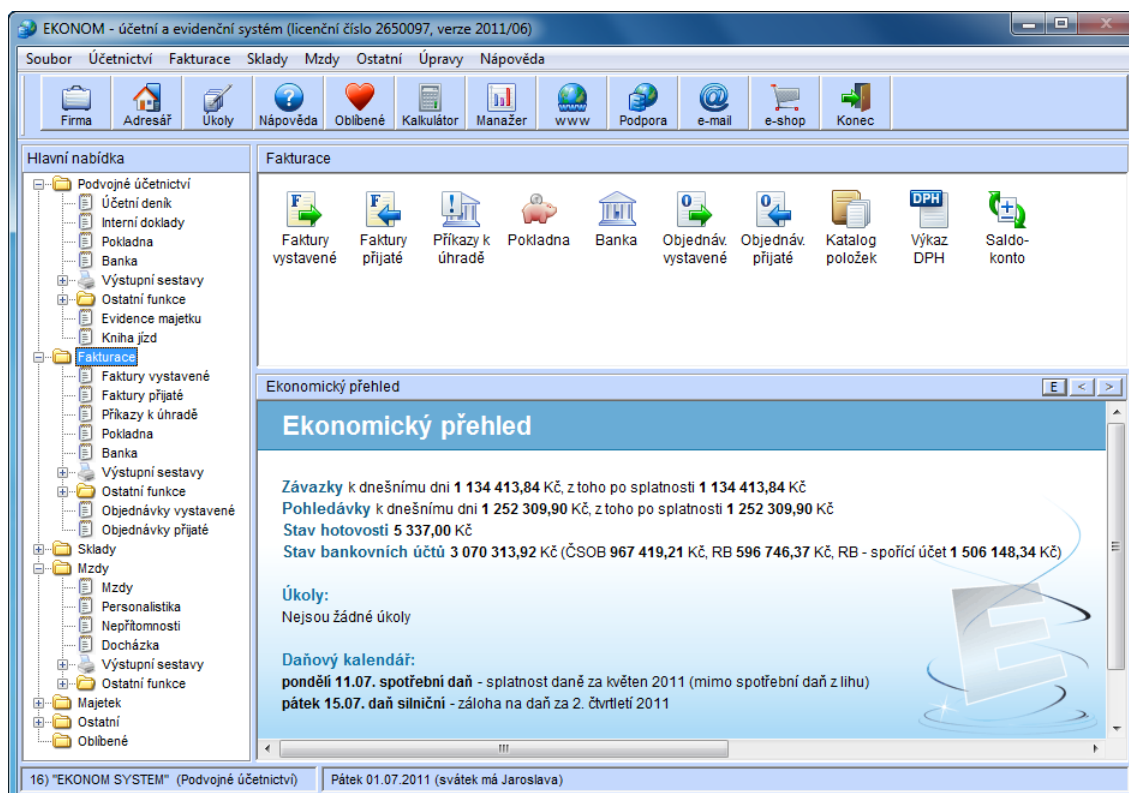 EKONOM - účetní a evidenční systém (licenční číslo 2650097, verze 2011/06)
Soubor Účetnictví Fakturace Sklady Mzdy Ostatní Úpravy Nápověda
Firma Adresář Úkoly Nápověda Oblíbené Kalkulátor Manažer www Podpora e-mail e-shop Konec
Hlavní nabídka
Podvojné účetnictví
Účetní deník
Interní doklady
Pokladna
Banka
Výstupní sestavy
Ostatní funkce
Evidence majetku
Kniha jízd
Fakturace
Faktury vystavené
Faktury přijaté
Příkazy k úhradě
Pokladna
Banka
Výstupní sestavy
Ostatní funkce
Objednávky vystavené
Objednávky přijaté
Sklady
Mzdy
Mzdy
Personalistika
Nepřítomnosti
Docházka
Výstupní sestavy
Ostatní funkce
Majetek
Ostatní
Oblíbené
Fakturace
F F O O DPH
Faktury Faktury Příkazy k Pokladna Banka Objednáv. Objednáv. Katalog Výkaz Saldo-
vystavené přijaté úhradě vystavené přijaté položek DPH konto
Ekonomický přehled E < >
Ekonomický přehled
Závazky k dnešnímu dni 1 134 413,84 Kč, z toho po splatnosti 1 134 413,84 Kč
Pohledávky k dnešnímu dni 1 252 309,90 Kč, z toho po splatnosti 1 252 309,90 Kč
Stav hotovosti 5 337,00 Kč
Stav bankovních účtů 3 070 313,92 Kč (ČSOB 967 419,21 Kč, RB 596 746,37 Kč, RB - spořící účet 1 506 148,34 Kč)
Úkoly:
Nejsou žádné úkoly
Daňový kalendář:
pondělí 11.07. spotřební daň - splatnost daně za květen 2011 (mimo spotřební daň z lihu)
pátek 15.07. daň silniční - záloha na daň za 2. čtvrtletí 2011
16) "EKONOM SYSTEM" (Podvojné účetnictví) Pátek 01.07.2011 (svátek má Jaroslava)